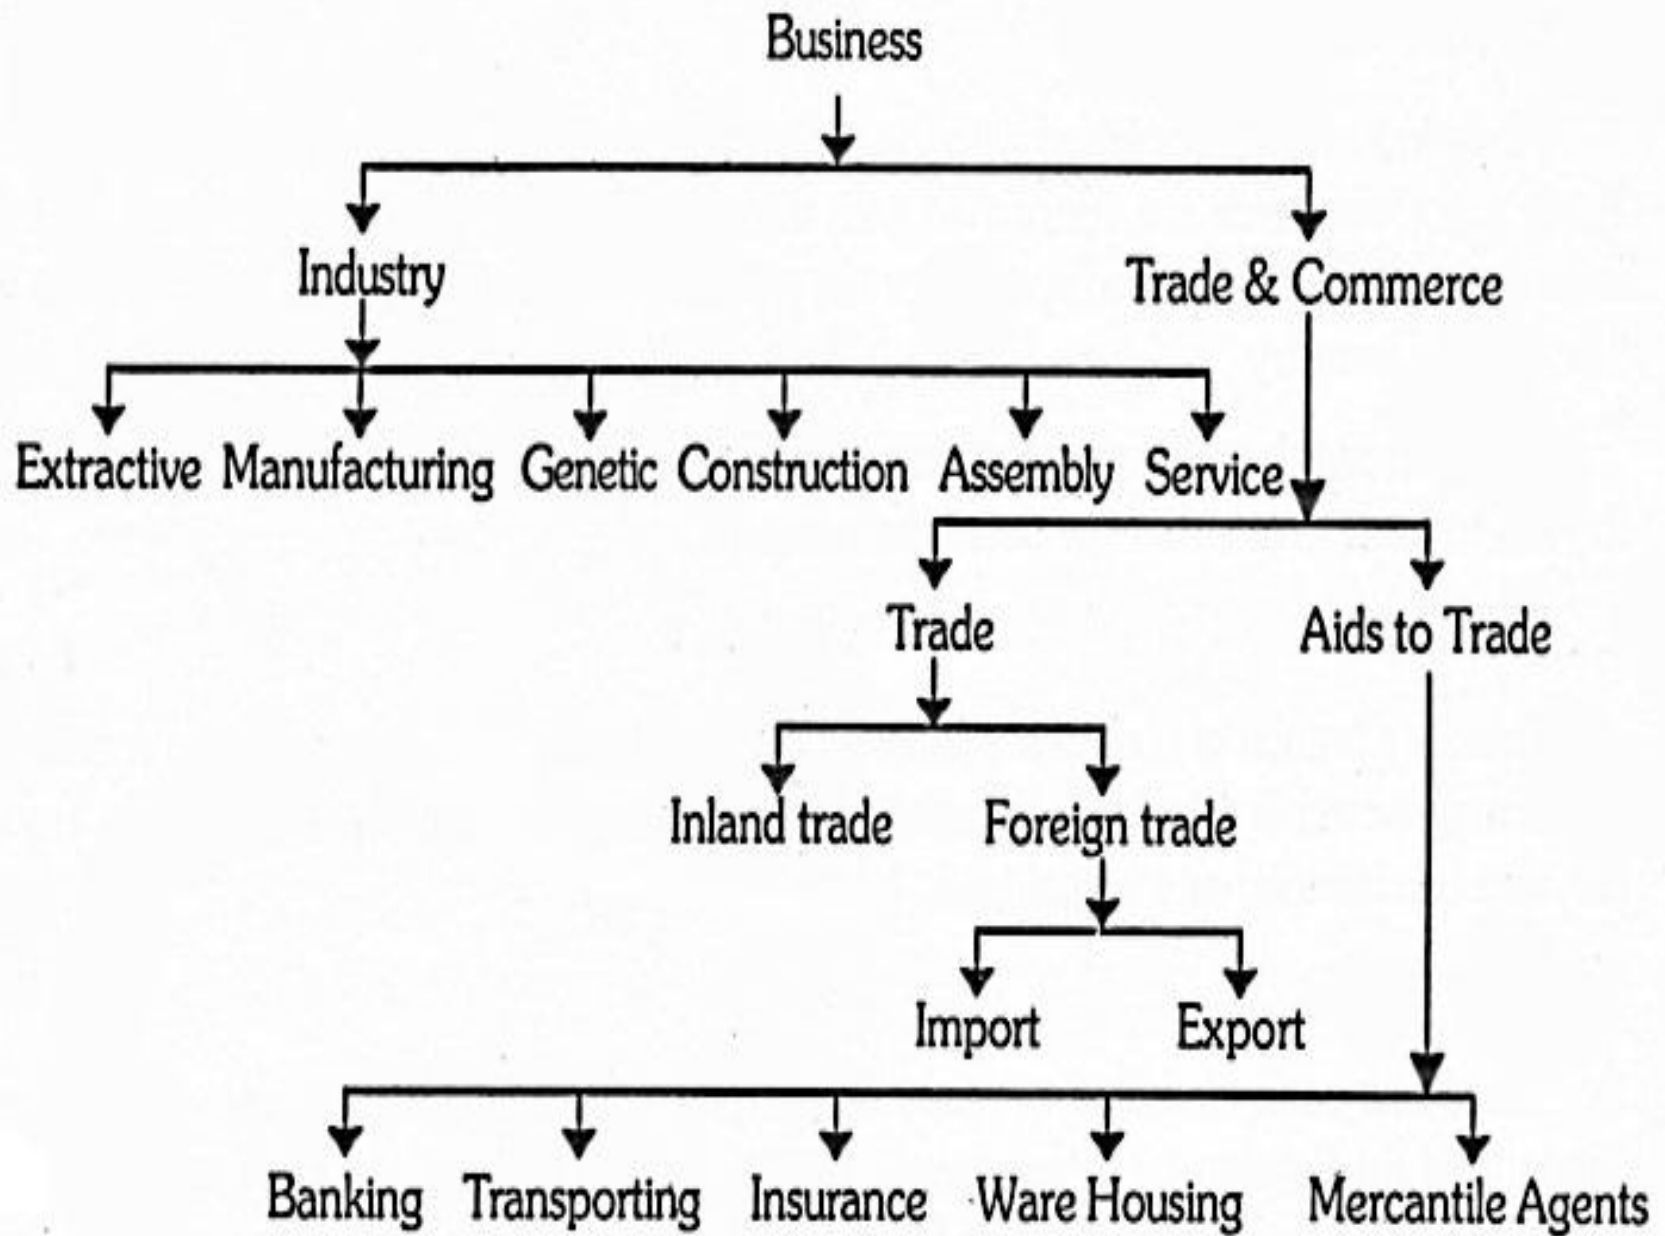 Business
Industry
Trade & Commerce
Extractive Manufacturing Genetic Construction Assembly Service
Trade
Aids to Trade
Inland trade
Foreign trade
Import
Export
Banking Transporting Insurance Ware Housing Mercantile Agents